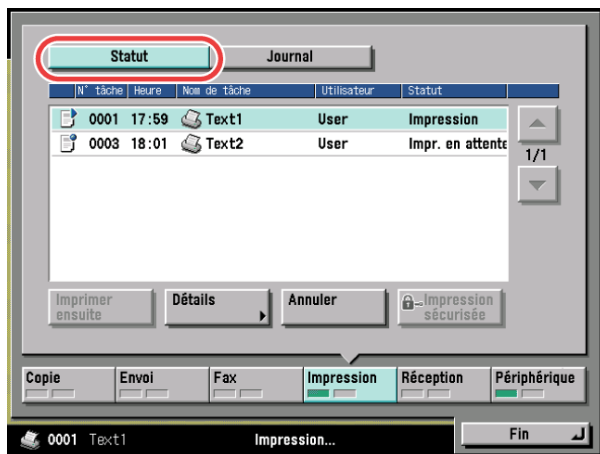 Statut Journal
N° tâche Heure Nom de tâche Utilisateur Statut
0001 17:59 Text1 User Impression
0003 18:01 Text2 User Impr. en attente
1/1
Imprimer ensuite Détails Annuler Impression sécurisée
Copie Envoi Fax Impression Réception Périphérique
0001 Text1 Impression... Fin